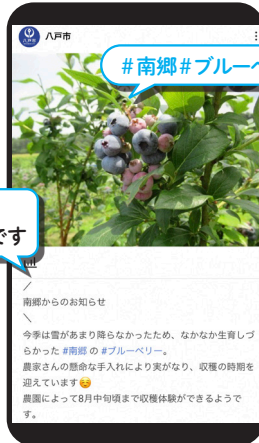 八戸市
#南郷#ブルーベ
です
／
南郷からのお知らせ
＼
今季は雪があまり降らなかったため、なかなか生育しづ
らかった #南郷 の #ブルーベリー。
農家さんの懸命な手入れにより実がなり、収穫の時期を
迎えています😊
農園によって8月中旬頃まで収穫体験ができるようで
す。